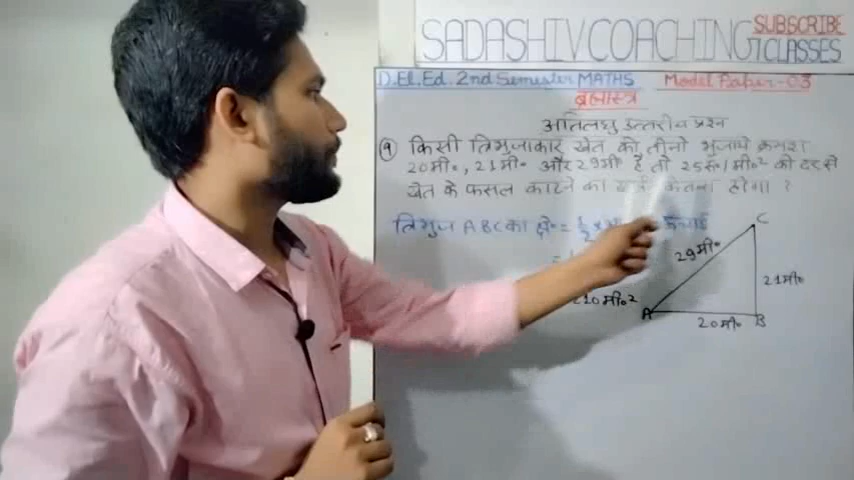 SADASHIV COACHING CLASSES
SUBSCRIBE
D.El.Ed. 2nd Semester MATHS Model Paper-03
ब्रह्मास्त्र
अतिलघु उत्तरीय प्रश्न
(9) किसी त्रिभुजाकार खेत की तीनो भुजाये क्रमश
20मी०, 21मी० और 29मी० है तो 25रु०/मी०² की दर से
खेत के फसल काटने का होगा ?
त्रिभुज ABC का क्षे० = 1/2 ×
=
210 मी०²
C
29मी०
21मी०
A
20मी०
B